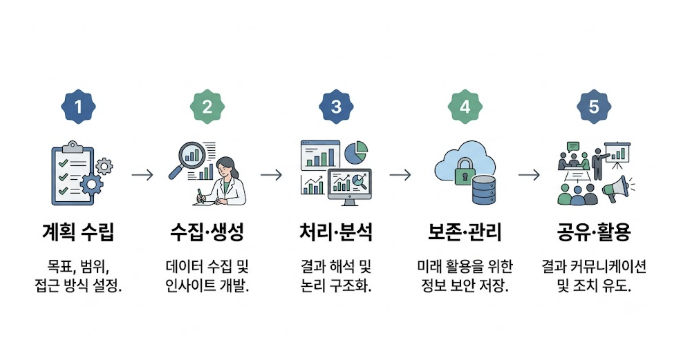 1
2
3
4
5
계획 수립
수집·생성
처리·분석
보존·관리
공유·활용
목표, 범위,
접근 방식 설정.
데이터 수집 및
인사이트 개발.
결과 해석 및
논리 구조화.
미래 활용을 위한
정보 보안 저장.
결과 커뮤니케이션
및 조치 유도.